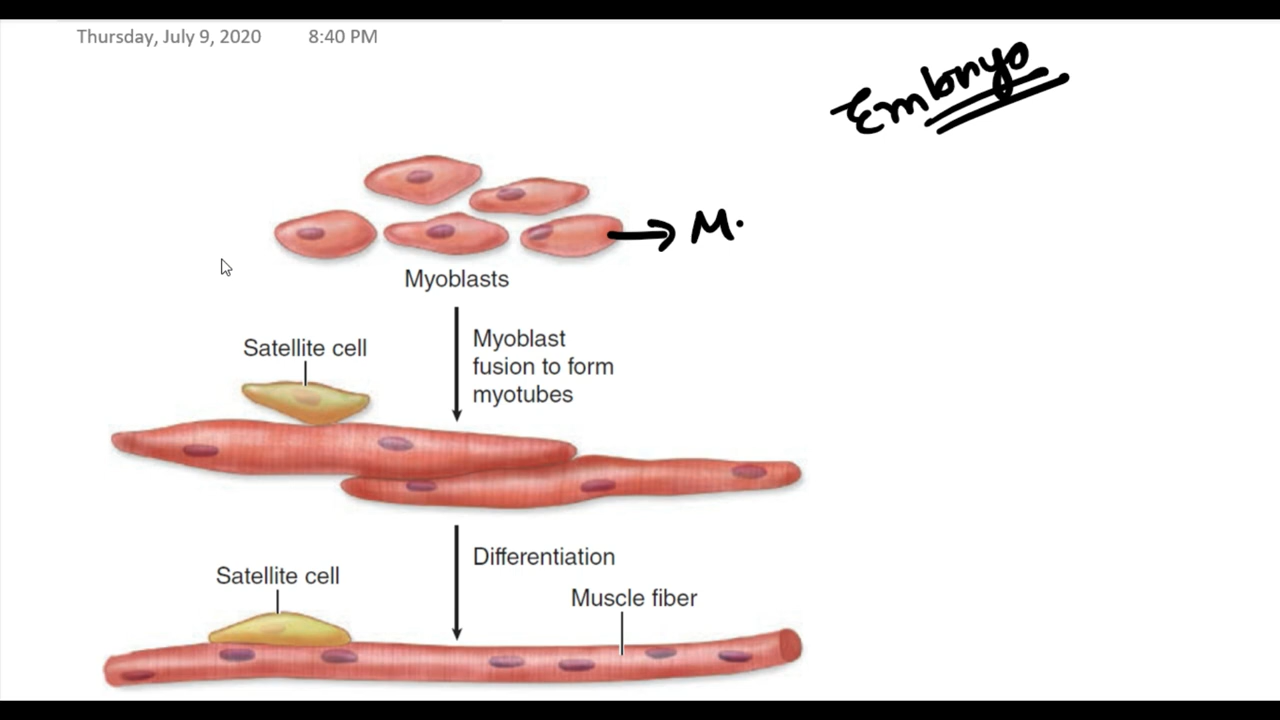 Thursday, July 9, 2020 8:40 PM
Embryo
M.
Myoblasts
Satellite cell
Myoblast
fusion to form
myotubes
Differentiation
Satellite cell
Muscle fiber